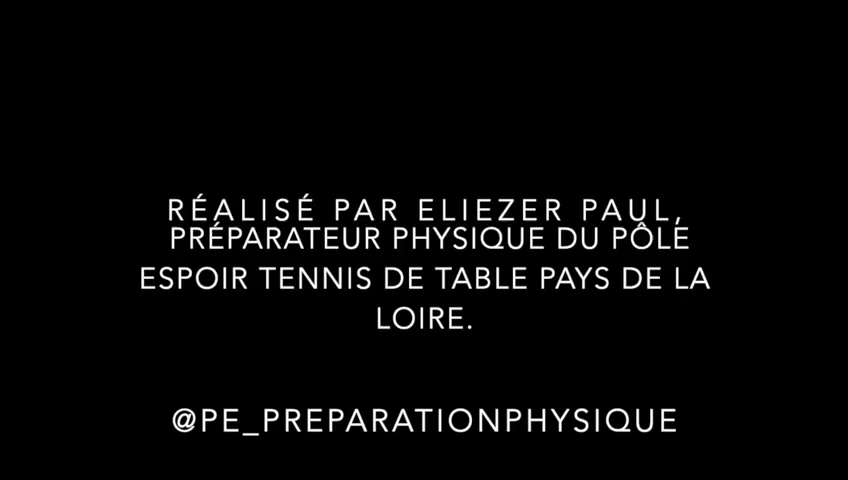 RÉALISÉ PAR ELIEZER PAUL,
PRÉPARATEUR PHYSIQUE DU PÔLE
ESPOIR TENNIS DE TABLE PAYS DE LA
LOIRE.
@PE_PREPARATIONPHYSIQUE